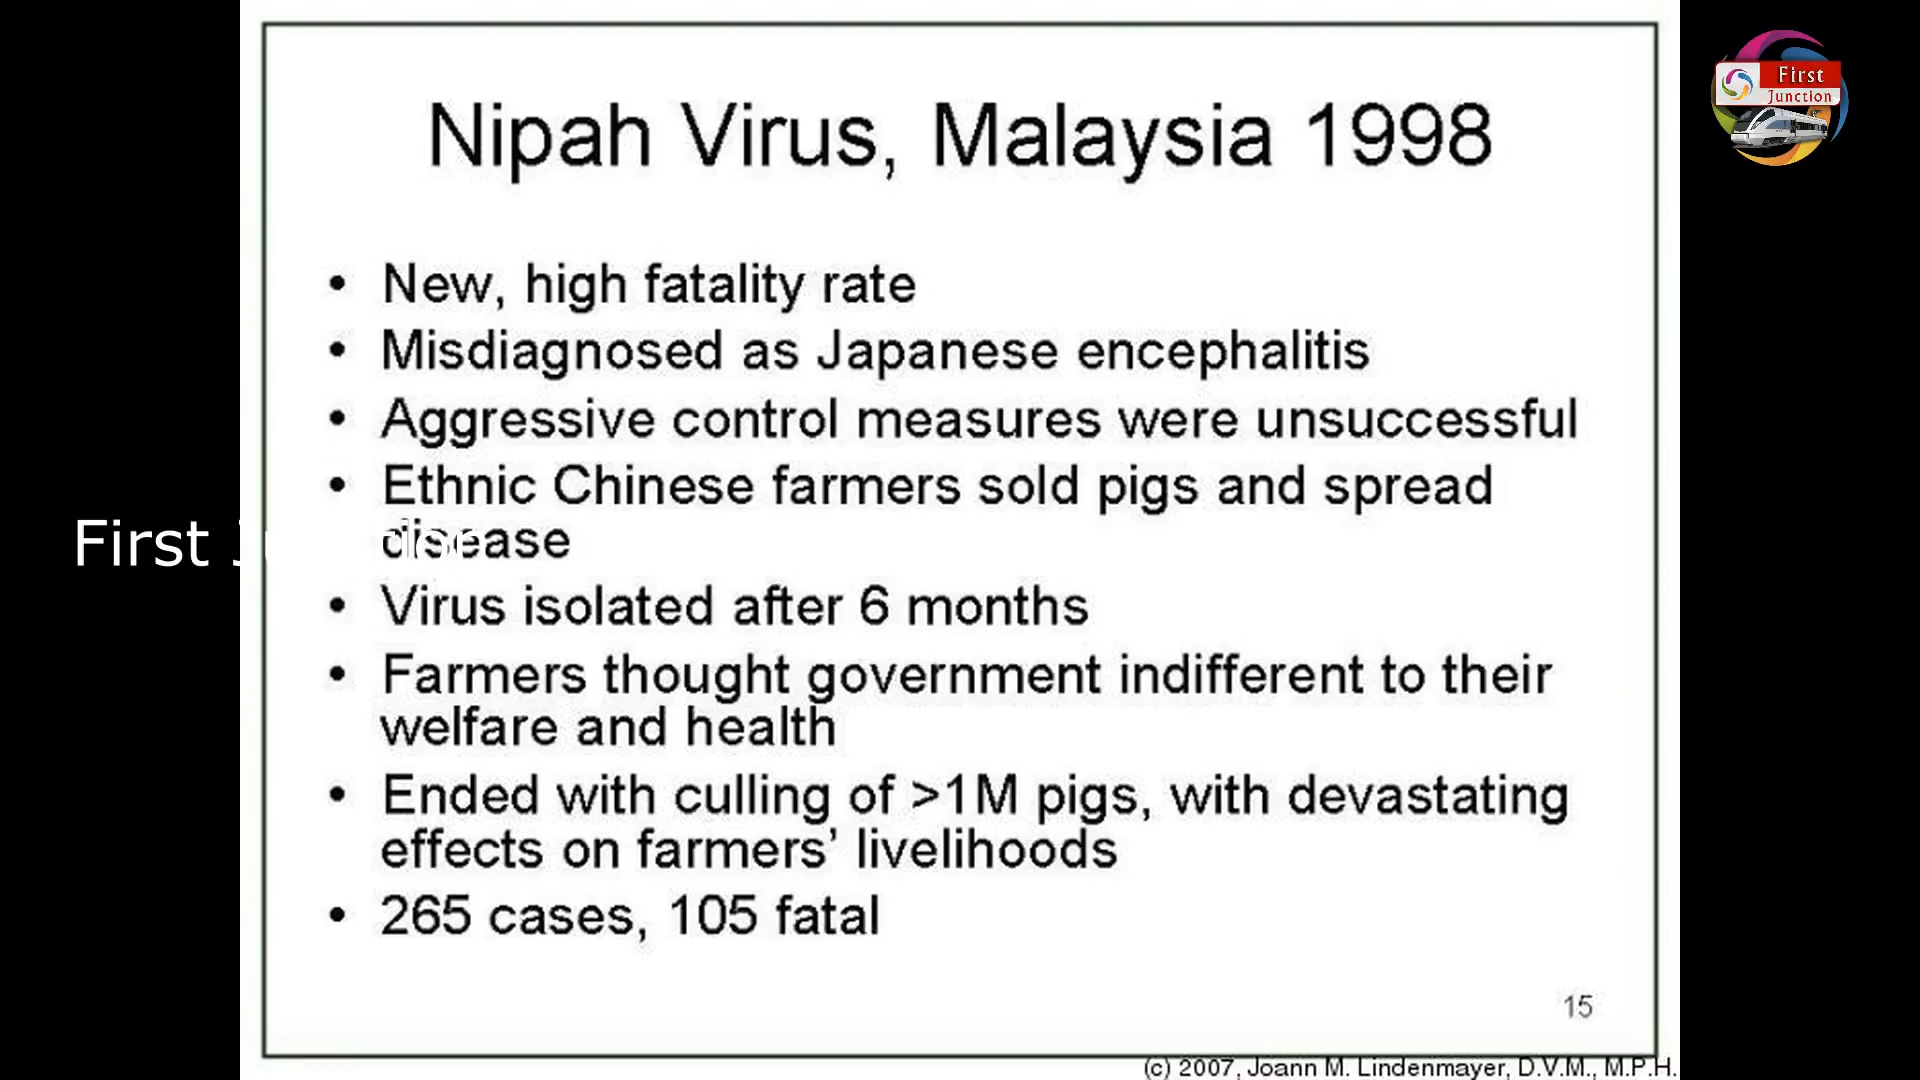 Nipah Virus, Malaysia 1998
• New, high fatality rate
• Misdiagnosed as Japanese encephalitis
• Aggressive control measures were unsuccessful
• Ethnic Chinese farmers sold pigs and spread
disease
• Virus isolated after 6 months
• Farmers thought government indifferent to their
welfare and health
• Ended with culling of >1M pigs, with devastating
effects on farmers’ livelihoods
• 265 cases, 105 fatal
15
(c) 2007, Joann M. Lindenmayer, D.V.M., M.P.H.
First Junction
First
Junction